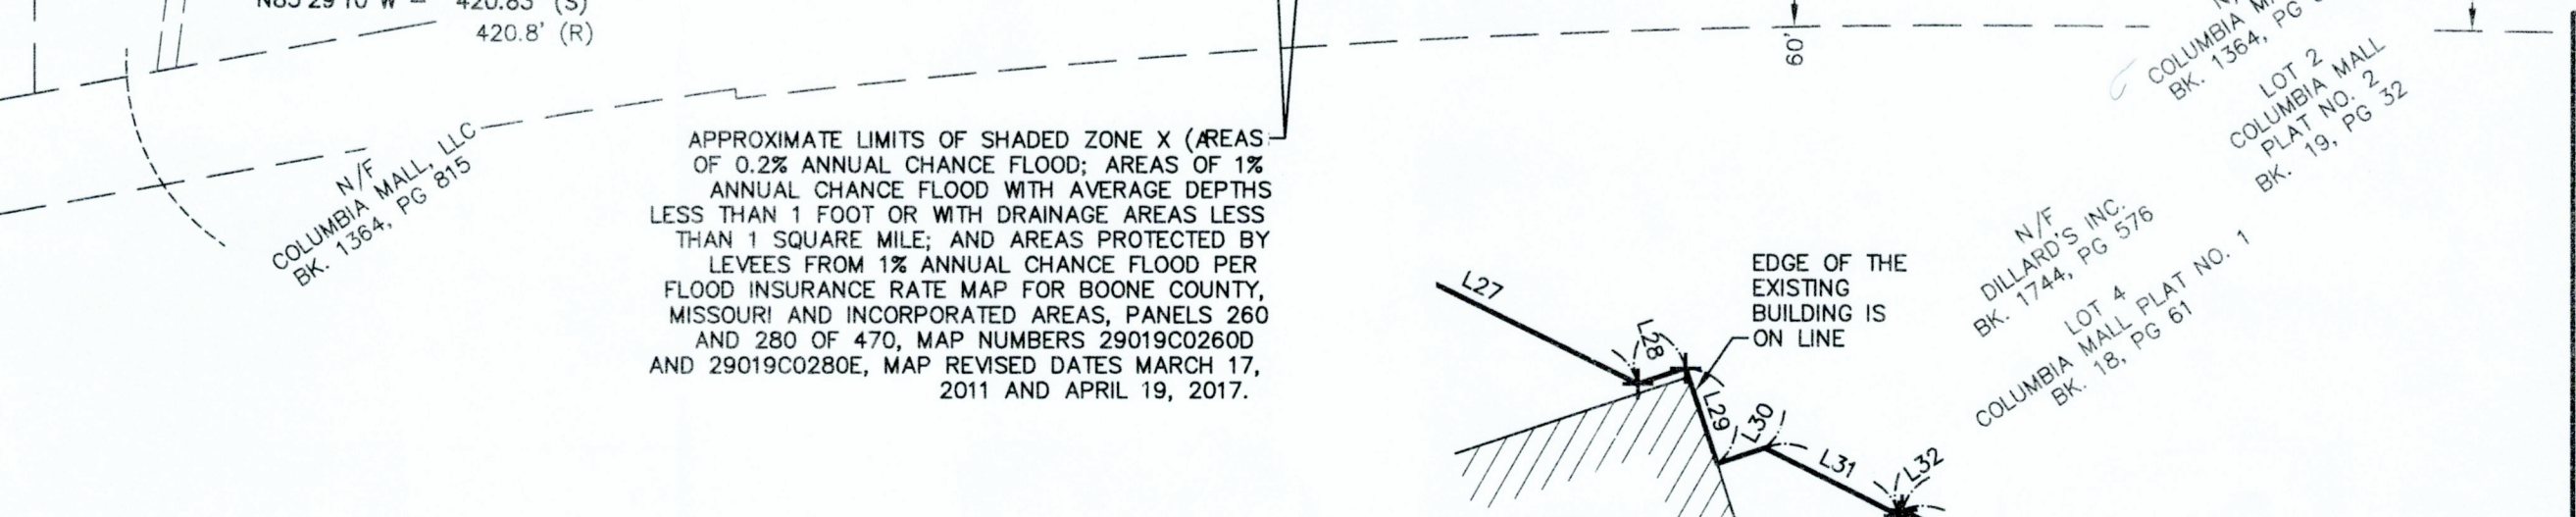 N85°29'10"W - 420.83' (S)
420.8' (R)
N/F
COLUMBIA MALL, LLC
BK. 1364, PG 815
APPROXIMATE LIMITS OF SHADED ZONE X (AREAS
OF 0.2% ANNUAL CHANCE FLOOD; AREAS OF 1%
ANNUAL CHANCE FLOOD WITH AVERAGE DEPTHS
LESS THAN 1 FOOT OR WITH DRAINAGE AREAS LESS
THAN 1 SQUARE MILE; AND AREAS PROTECTED BY
LEVEES FROM 1% ANNUAL CHANCE FLOOD PER
FLOOD INSURANCE RATE MAP FOR BOONE COUNTY,
MISSOURI AND INCORPORATED AREAS, PANELS 260
AND 280 OF 470, MAP NUMBERS 29019C0260D
AND 29019C0280E, MAP REVISED DATES MARCH 17,
2011 AND APRIL 19, 2017.
60'
L27
L28
L29
L30
L31
L32
EDGE OF THE
EXISTING
BUILDING IS
ON LINE
COLUMBIA
BK. 1364, PG
LOT 2
COLUMBIA MALL
PLAT NO. 2
BK. 19, PG 32
N/F
DILLARD'S INC.
BK. 1744, PG 576
LOT 4
COLUMBIA MALL PLAT NO. 1
BK. 18, PG 61